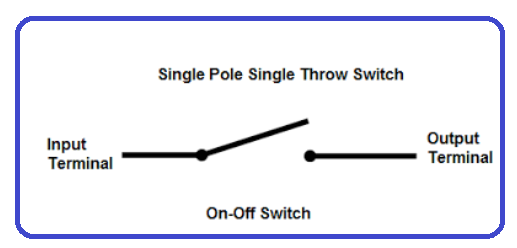 Single Pole Single Throw Switch
Input
Terminal
Output
Terminal
On-Off Switch